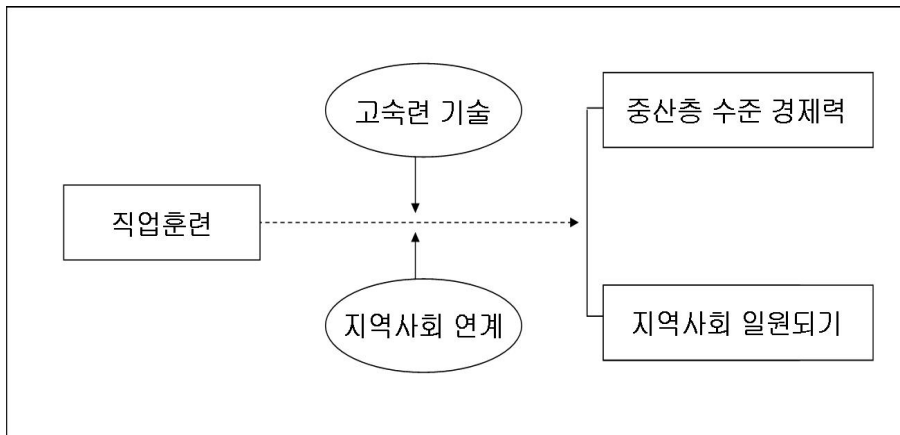 고숙련 기술
중산층 수준 경제력
직업훈련
지역사회 연계
지역사회 일원되기